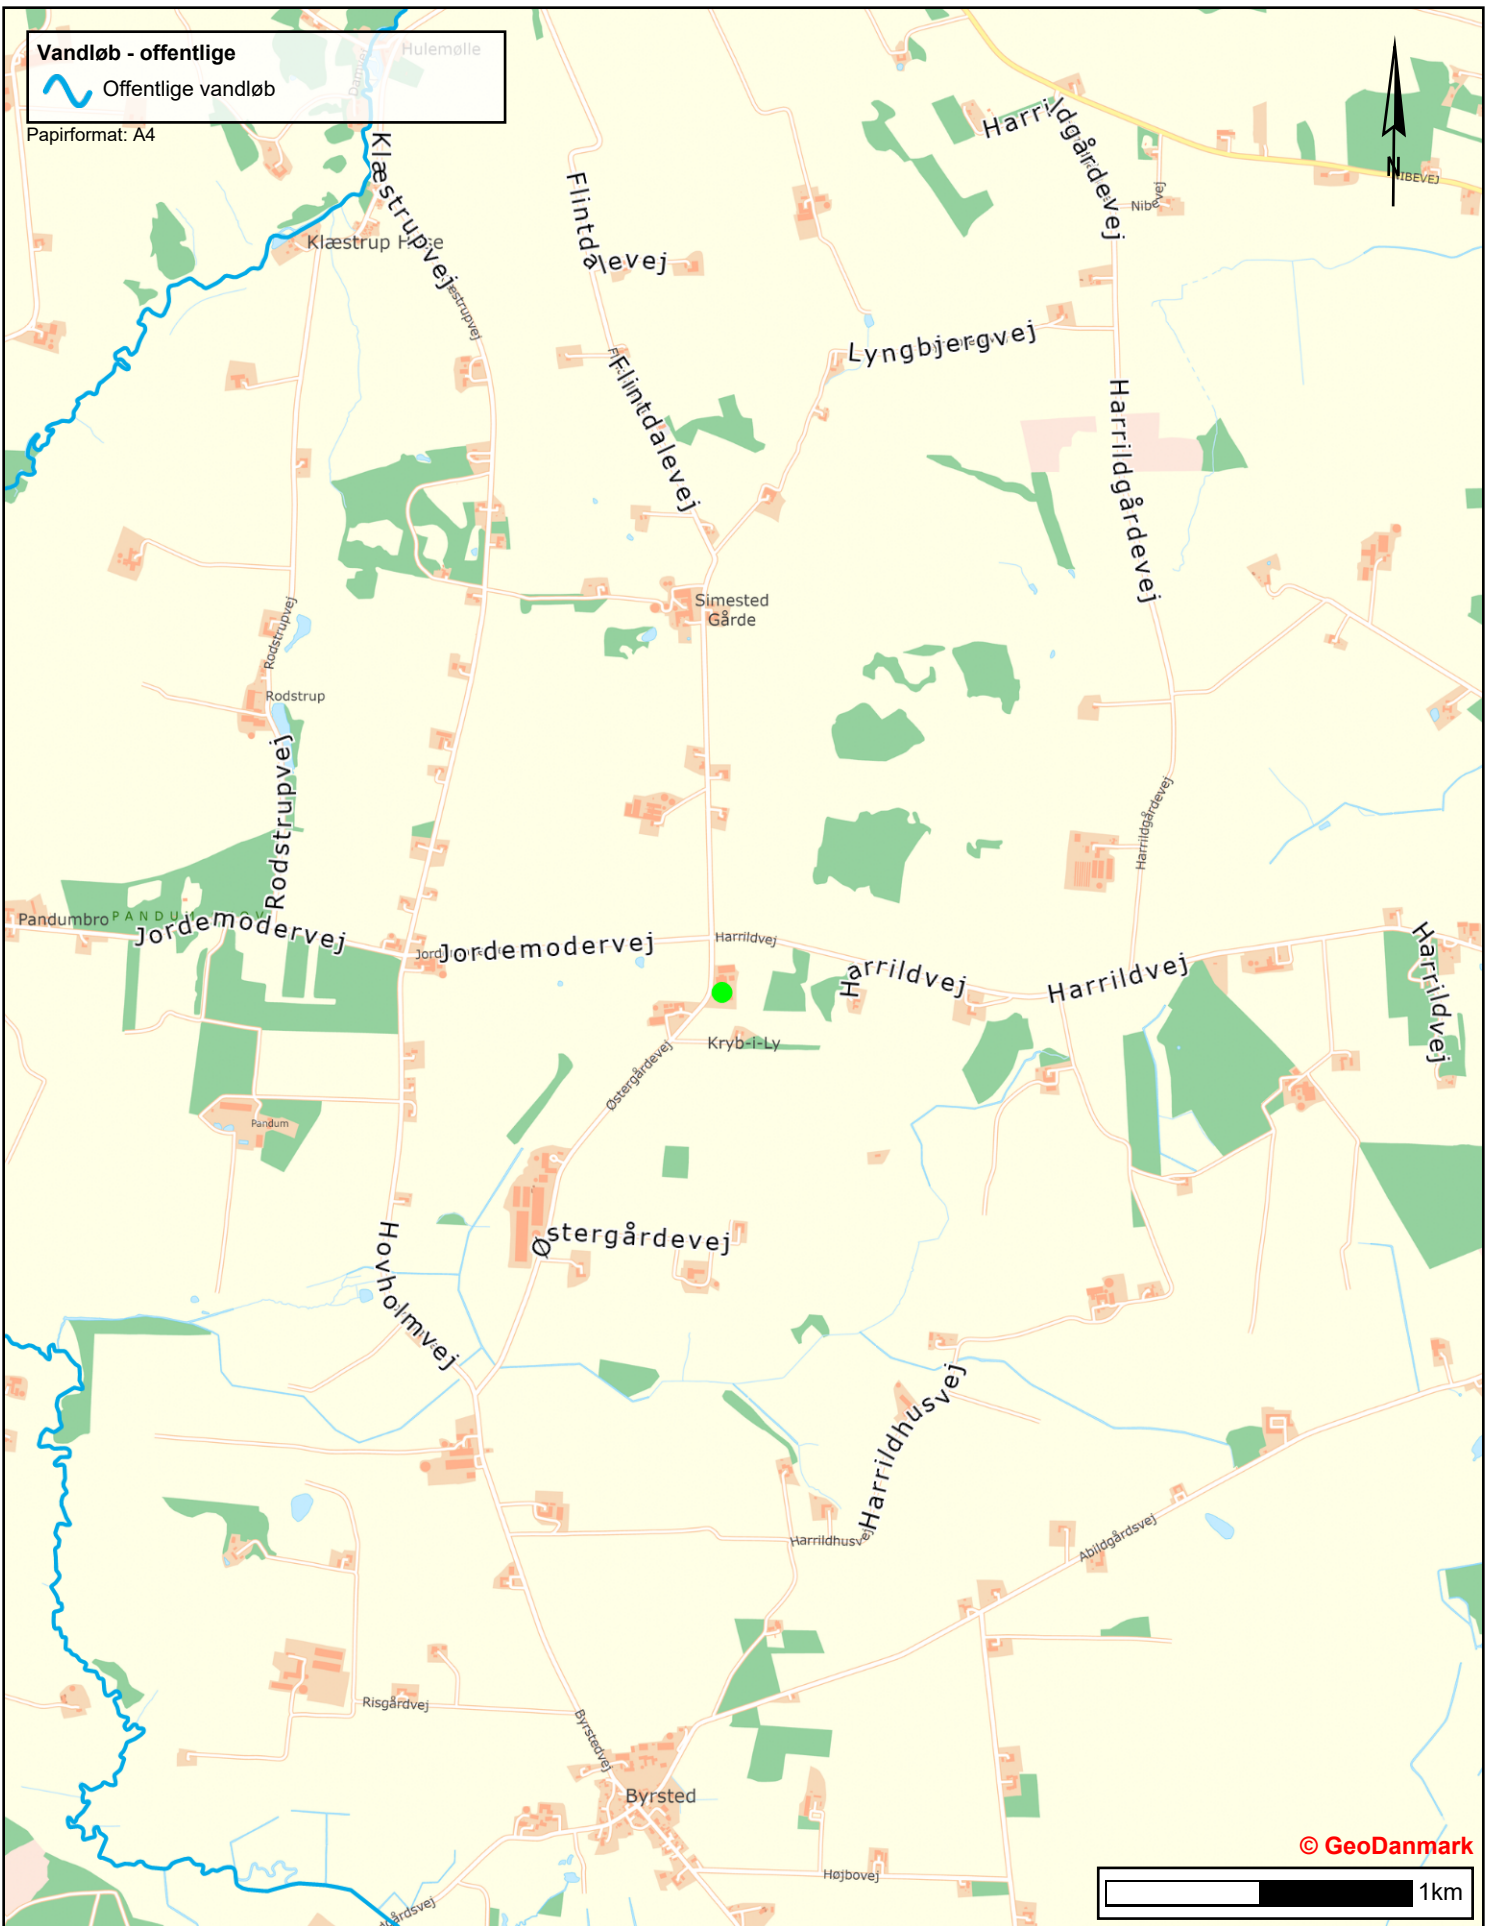 Vandløb - offentlige
Offentlige vandløb
Papirformat: A4
Hulemølle
Damvej
Klæstrupvej
Klæstrup H
Flintdalevej
Harrildgårdevej
N
NIBEVEJ
Nibevej
Lyngbjergvej
Flintdalevej
Harrildgårdevej
Simested
Gårde
Rodstrupvej
Rodstrup
Rodstrupvej
Harrildgårdevej
Pandumbro
Jordemodervej
Jordemodervej
Harrildvej
Harrildvej
Harrildvej
Harrildvej
Kryb-i-Ly
Østergårdevej
Pandum
Østergårdevej
Hovholmvej
Harrildhusvej
Harrildhusvej
Abildgårdsvej
Risgårdvej
Byrstedvej
Byrsted
Højbovej
© GeoDanmark
1km